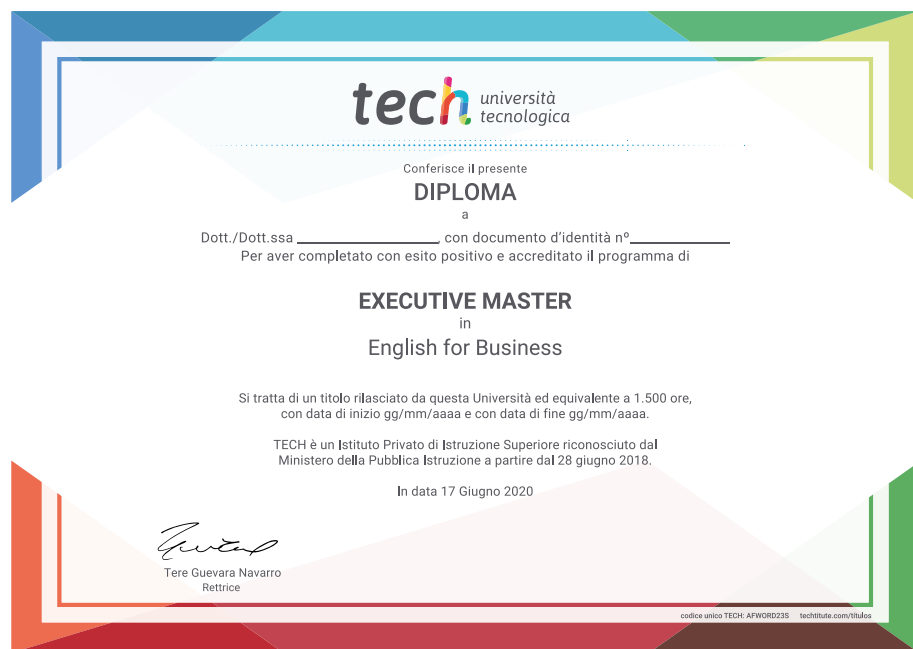 tech università
tecnologica
Conferisce il presente
DIPLOMA
a
Dott./Dott.ssa ____________________, con documento d'identità nº______________
Per aver completato con esito positivo e accreditato il programma di
EXECUTIVE MASTER
in
English for Business
Si tratta di un titolo rilasciato da questa Università ed equivalente a 1.500 ore,
con data di inizio gg/mm/aaaa e con data di fine gg/mm/aaaa.
TECH è un Istituto Privato di Istruzione Superiore riconosciuto dal
Ministero della Pubblica Istruzione a partire dal 28 giugno 2018.
In data 17 Giugno 2020
Tere Guevara Navarro
Rettrice
codice unico TECH: AFWORD23S techtitute.com/títulos